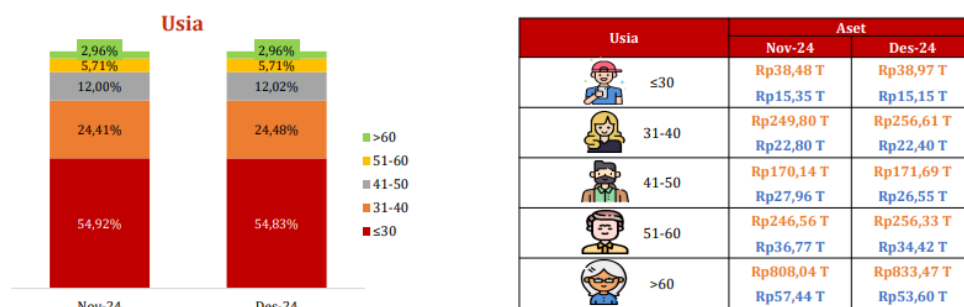 Usia
2,96% 2,96%
5,71% 5,71%
12,00% 12,02%
24,41% 24,48%
54,92% 54,83%
Nov-24 Des-24
>60
51-60
41-50
31-40
≤30
Usia Aset
Nov-24 Des-24
≤30 Rp38,48 T Rp38,97 T
Rp15,35 T Rp15,15 T
31-40 Rp249,80 T Rp256,61 T
Rp22,80 T Rp22,40 T
41-50 Rp170,14 T Rp171,69 T
Rp27,96 T Rp26,55 T
51-60 Rp246,56 T Rp256,33 T
Rp36,77 T Rp34,42 T
>60 Rp808,04 T Rp833,47 T
Rp57,44 T Rp53,60 T